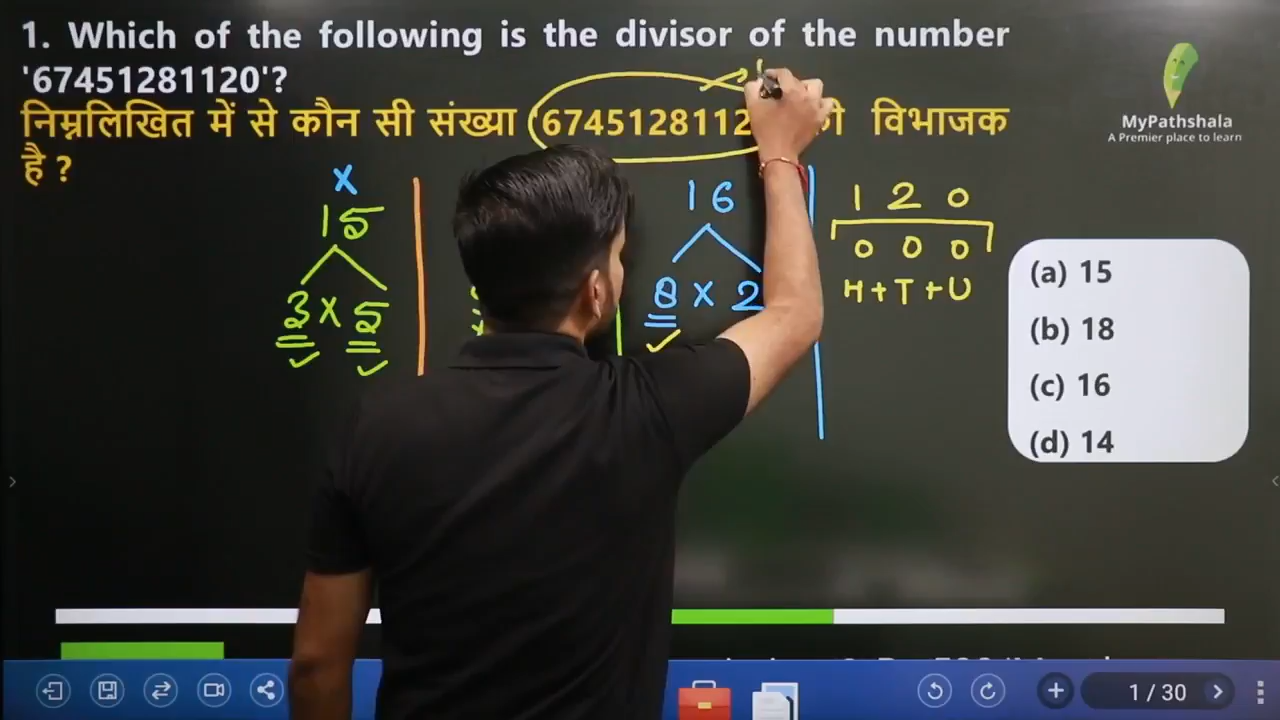 1. Which of the following is the divisor of the number
'67451281120'?
निम्नलिखित में से कौन सी संख्या '6745128112 विभाजक
है ?
MyPathshala
A Premier place to learn
x
15
3 x 5
16
8 x 2
1 2 0
0 0 0
H+T+U
(a) 15
(b) 18
(c) 16
(d) 14
1 / 30